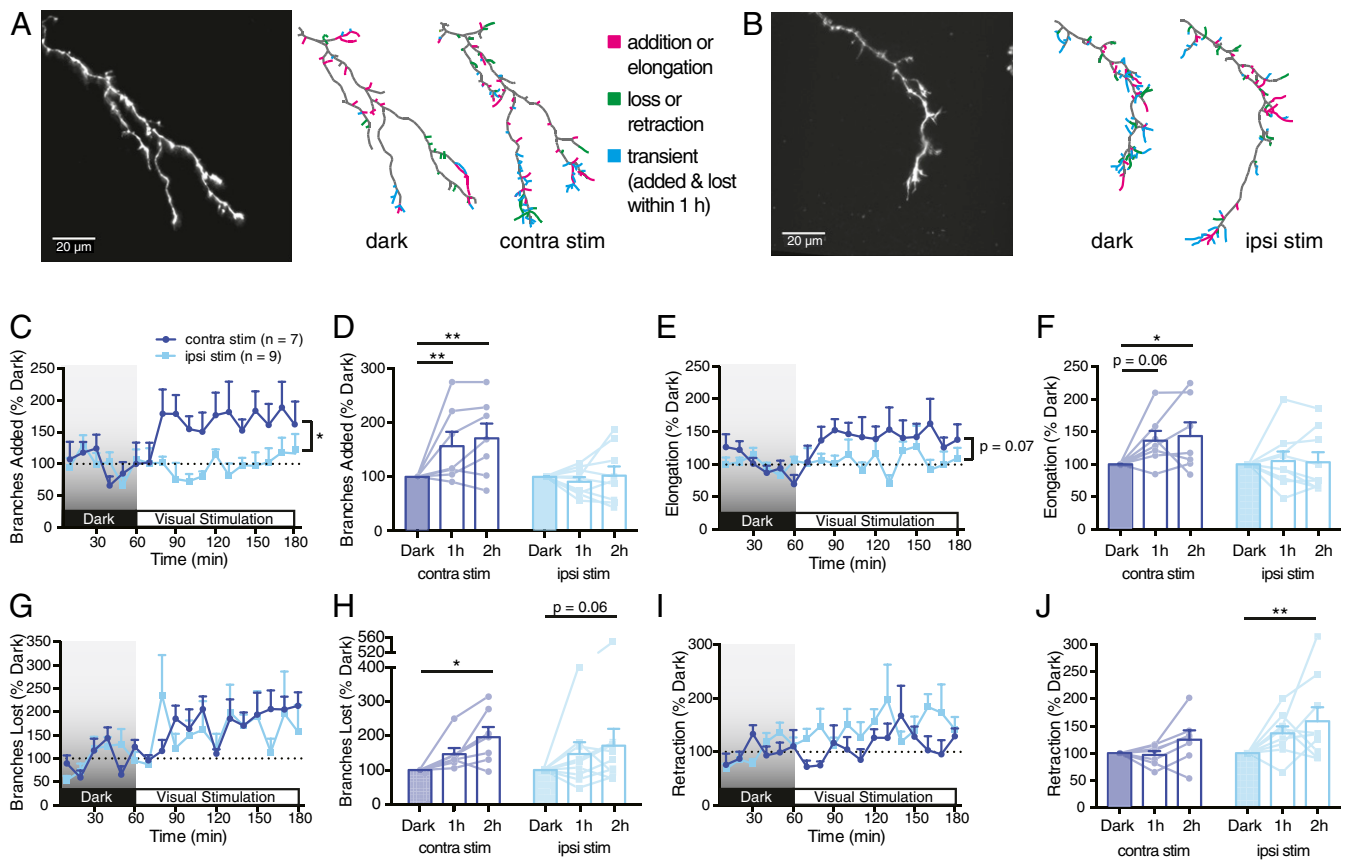 A
B
addition or
elongation
loss or
retraction
transient
(added & lost
within 1 h)
20 µm
dark
contra stim
20 µm
dark
ipsi stim
C
contra stim (n = 7)
ipsi stim (n = 9)
Branches Added (% Dark)
250
200
150
100
50
0
*
Dark
Visual Stimulation
30
60
90
120
150
180
Time (min)
D
Branches Added (% Dark)
300
200
100
0
**
**
Dark 1h 2h
Dark 1h 2h
contra stim
ipsi stim
E
Elongation (% Dark)
250
200
150
100
50
0
p = 0.07
Dark
Visual Stimulation
30
60
90
120
150
180
Time (min)
F
Eongation (% Dark)
250
200
150
100
50
0
*
p = 0.06
Dark 1h 2h
Dark 1h 2h
contra stim
ipsi stim
G
Branches Lost (% Dark)
350
300
250
200
150
100
50
0
Dark
Visual Stimulation
30
60
90
120
150
180
Time (min)
H
Branches Lost (% Dark)
560
520
400
300
200
100
0
*
p = 0.06
Dark 1h 2h
Dark 1h 2h
contra stim
ipsi stim
I
Retraction (% Dark)
300
200
100
0
Dark
Visual Stimulation
30
60
90
120
150
180
Time (min)
J
Retraction (% Dark)
300
250
200
150
100
50
0
**
Dark 1h 2h
Dark 1h 2h
contra stim
ipsi stim